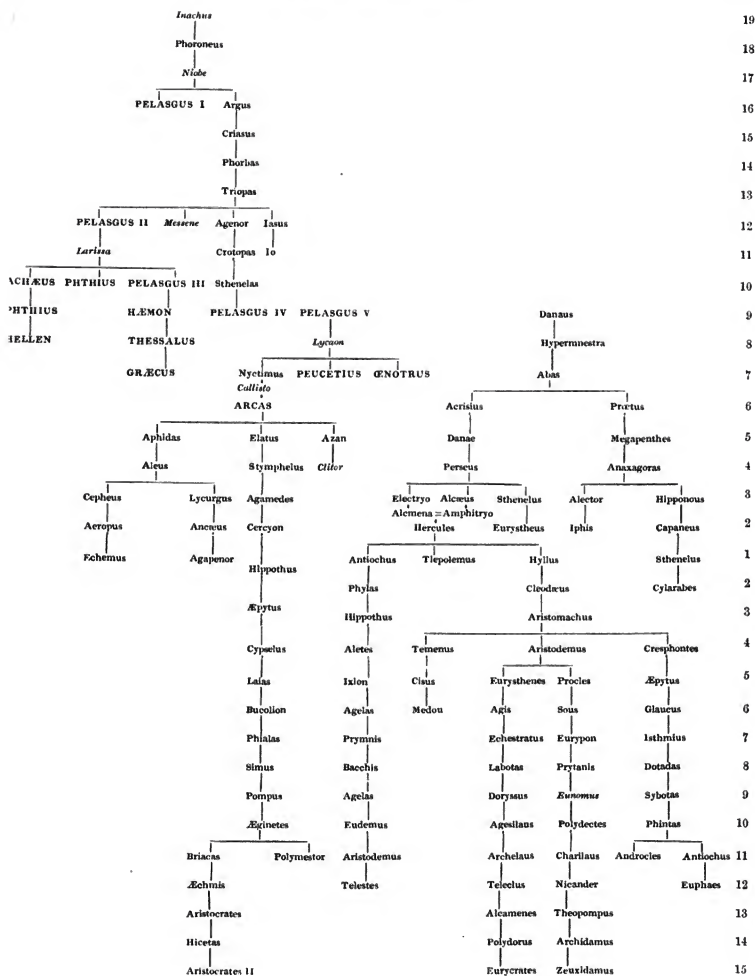 Inachus 19
Phoroneus 18
Niobe 17
PELASGUS I Argus 16
Criasus 15
Phorbas 14
Triopas 13
PELASGUS II Messene Agenor Iasus 12
Larissa Crotopas Io 11
ACHÆUS PHTHIUS PELASGUS III Sthenelas 10
PHTHIUS HÆMON PELASGUS IV PELASGUS V Danaus 9
HELLEN THESSALUS Lycaon Hypermnestra 8
GRÆCUS Nyctimus PEUCETIUS ŒNOTRUS Abas 7
Callisto
ARCAS Acrisius Prœtus 6
Aphidas Elatus Azan Danae Megapenthes 5
Aleus Stymphelus Clitor Perseus Anaxagoras 4
Cepheus Lycurgus Agamedes Electryo Alcæus Sthenelus Alector Hipponous 3
Alcmena = Amphitryo
Aeropus Ancæus Cercyon Hercules Eurystheus Iphis Capaneus 2
Echemus Agapenor Hippothus Antiochus Tlepolemus Hyllus Sthenelus 1
Phylas Cleodæus Cylarabes 2
Æpytus Hippothus Aristomachus 3
Cypselus Aletes Temenus Aristodemus Cresphontes 4
Laias Ixion Cisus Eurysthenes Procles Æpytus 5
Bucolion Agelas Medou Agis Sous Glaucus 6
Phialas Prymnis Echestratus Eurypon Isthmius 7
Simus Bacchis Labotas Prytanis Dotadas 8
Pompus Agelas Doryssus Eunomus Sybotas 9
Æginetes Eudemus Agesilaus Polydectes Phintas 10
Briacas Polymestor Aristodemus Archelaus Charilaus Androcles Antiochus 11
Æchmis Telestes Teleclus Nicander Euphaes 12
Aristocrates Alcamenes Theopompus 13
Hicetas Polydorus Archidamus 14
Aristocrates II Eurycrates Zeuxidamus 15